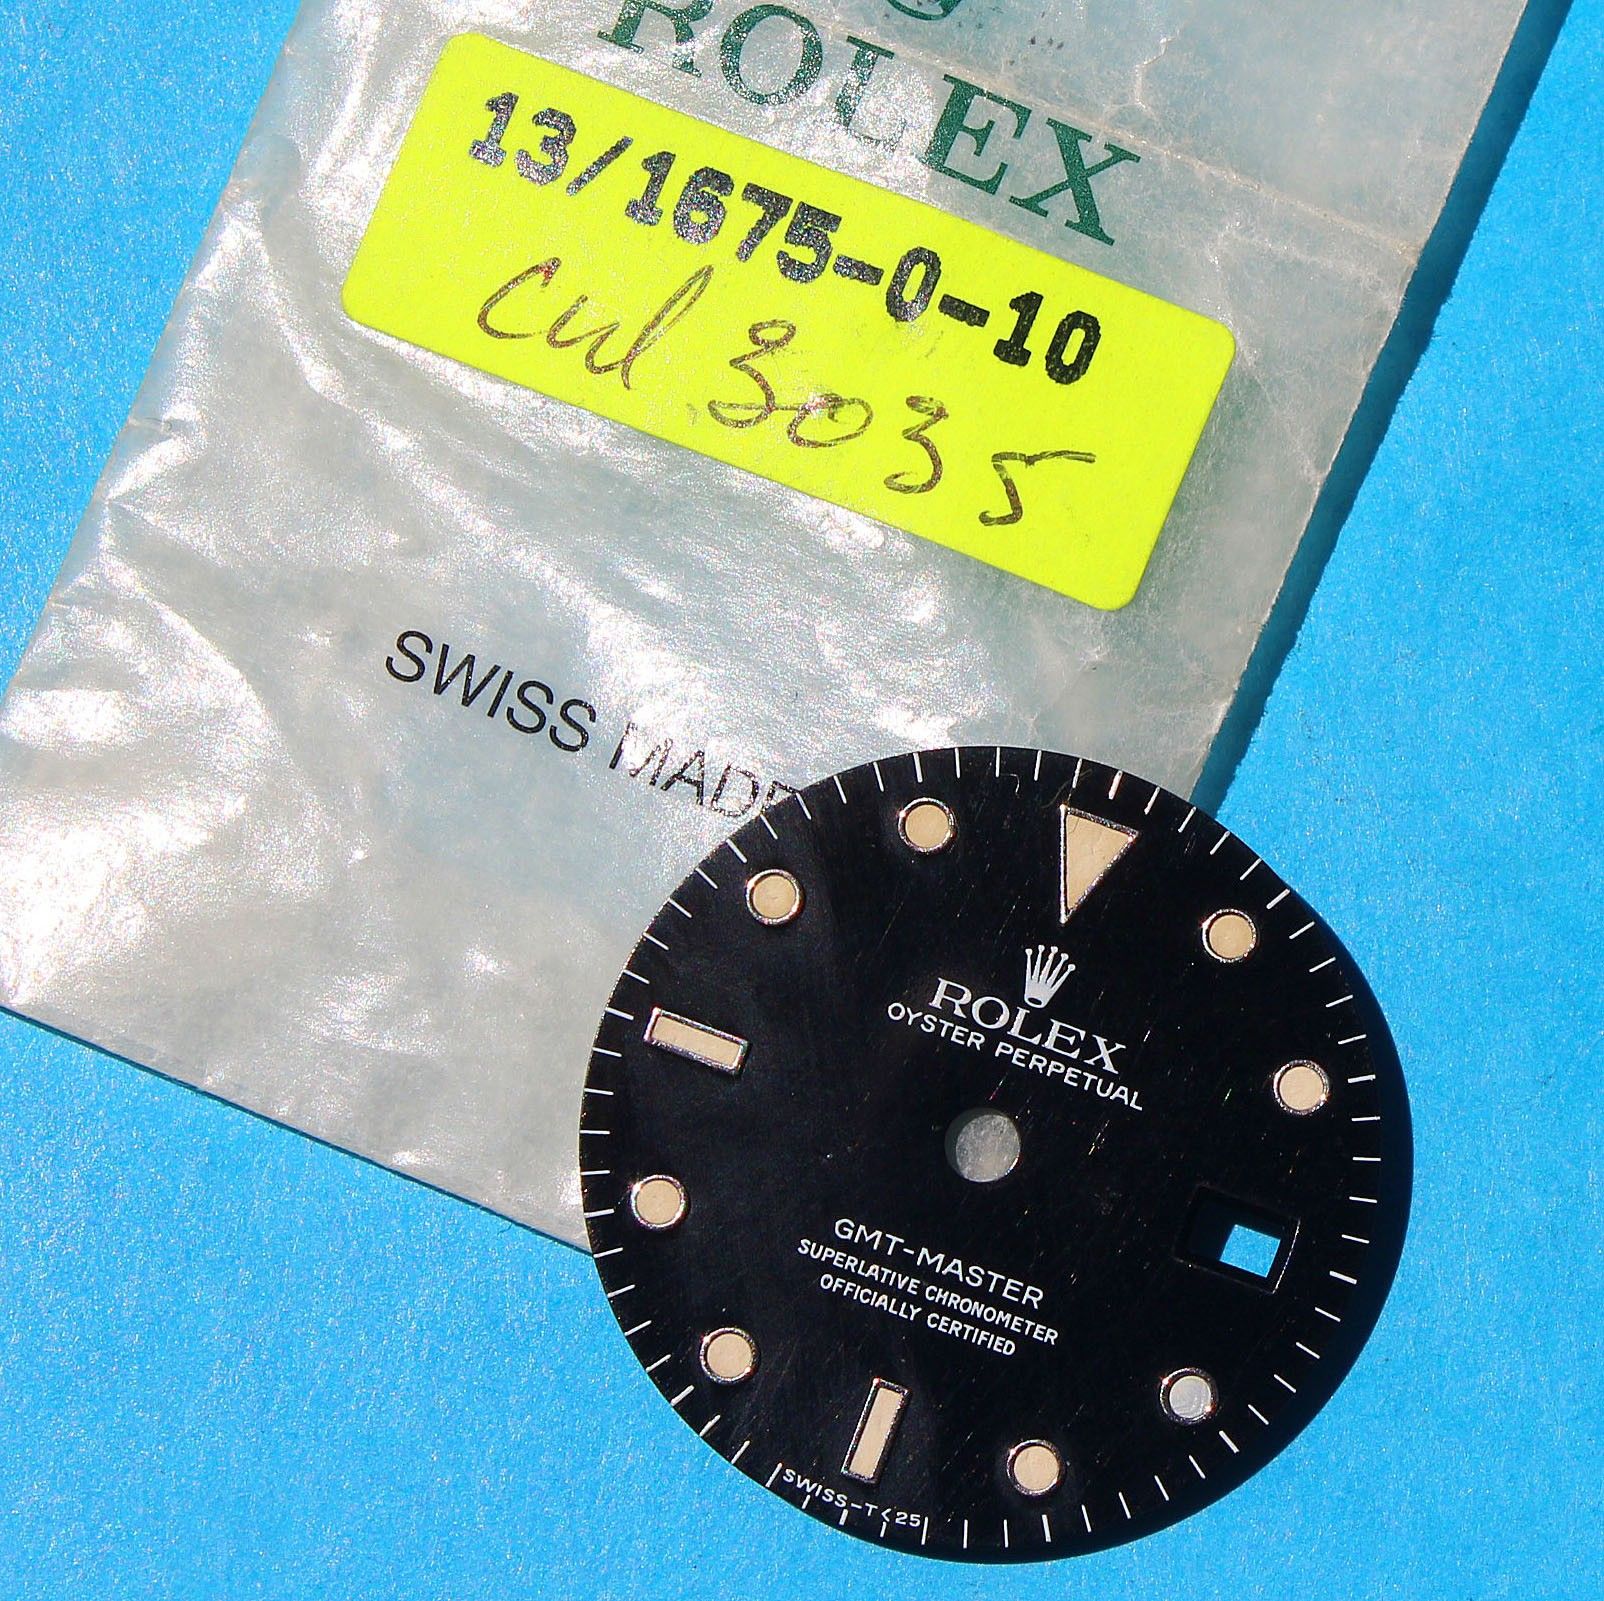 ROLEX
13/1675-0-10
cal 3035
SWISS MADE
ROLEX
OYSTER PERPETUAL
GMT-MASTER
SUPERLATIVE CHRONOMETER
OFFICIALLY CERTIFIED
SWISS-T<25